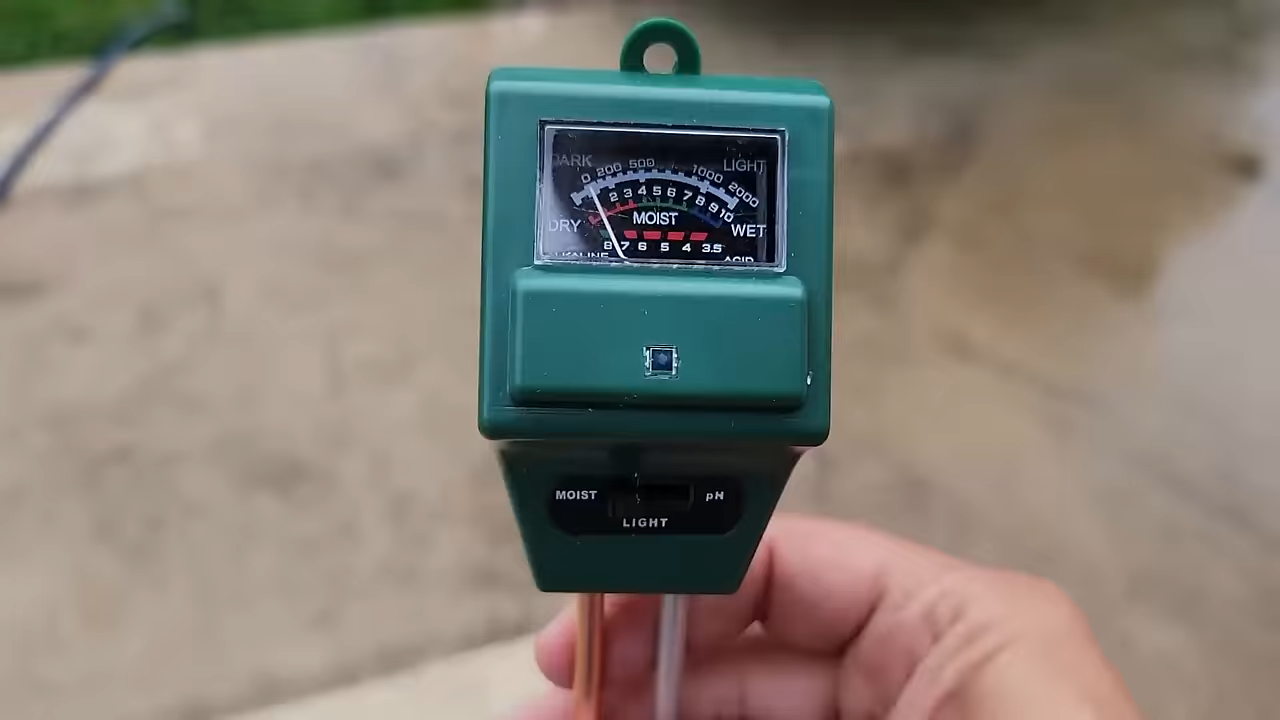 DARK LIGHT
0 200 500 1000 2000
2 3 4 5 6 7 8 9 10
DRY MOIST WET
8 7 6 5 4 3.5
ALKALINE ACID
MOIST pH
LIGHT